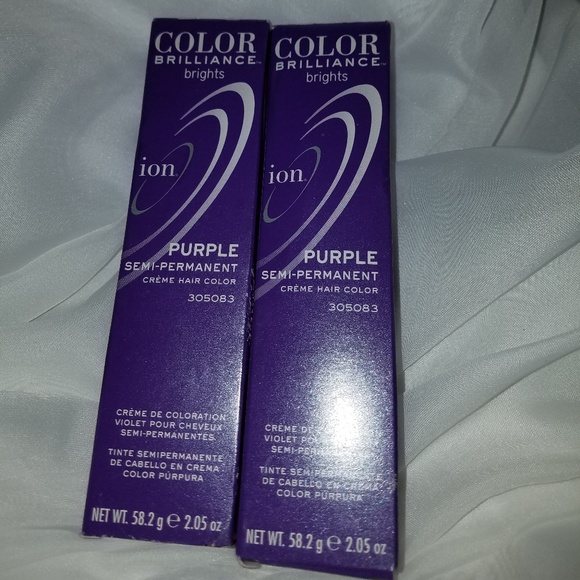 COLOR
BRILLIANCE™
brights
ion®
PURPLE
SEMI-PERMANENT
CRÈME HAIR COLOR
305083
CRÈME DE COLORATION
VIOLET POUR CHEVEUX
SEMI-PERMANENTES
TINTE SEMIPERMANENTE
DE CABELLO EN CREMA
COLOR PÚRPURA
NET WT. 58.2 g ℮ 2.05 oz
COLOR
BRILLIANCE™
brights
ion®
PURPLE
SEMI-PERMANENT
CRÈME HAIR COLOR
305083
CRÈME DE
VIOLET POUR
TINTE SEMIPERMANENTE
DE CABELLO EN CREMA
COLOR PÚRPURA
NET WT. 58.2 g ℮ 2.05 oz